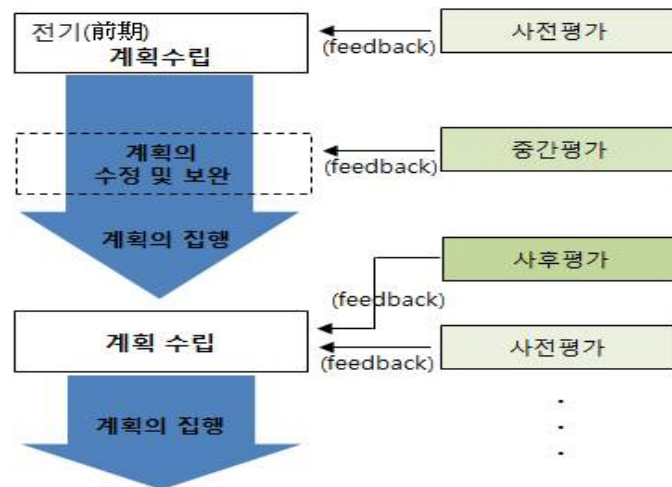 전기(前期)
계획수립
(feedback)
사전평가
계획의
수정 및 보완
(feedback)
중간평가
계획의 집행
사후평가
(feedback)
계획 수립
(feedback)
사전평가
계획의 집행